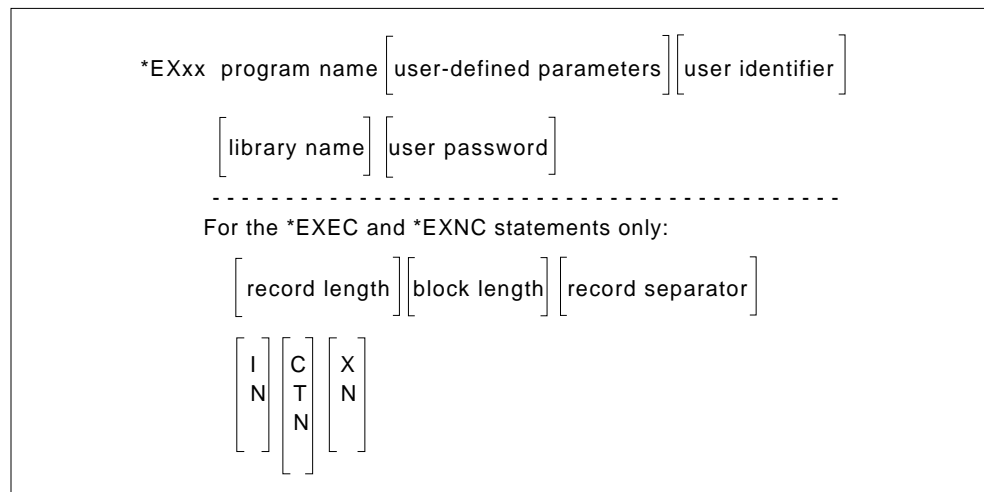 *EXxx program name [user-defined parameters] [user identifier]
[library name] [user password]
- - - - - - - - - - - - - - - - - - - - - - - - - - - - - - - - - - - - - - - - - - -
For the *EXEC and *EXNC statements only:
[record length] [block length] [record separator]
I C X
N T N
N